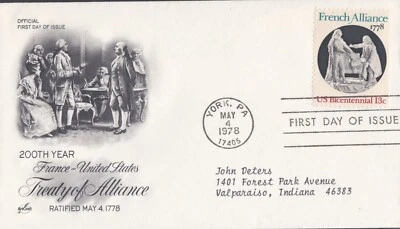 OFFICIAL
FIRST DAY OF ISSUE
French Alliance
1778
US Bicentennial 13c
YORK, PA
MAY
4
1978
17405
FIRST DAY OF ISSUE
200TH YEAR
France-United States
Treaty of Alliance
RATIFIED MAY 4, 1778
ArtCraft
John Deters
1401 Forest Park Avenue
Valparaiso, Indiana 46383